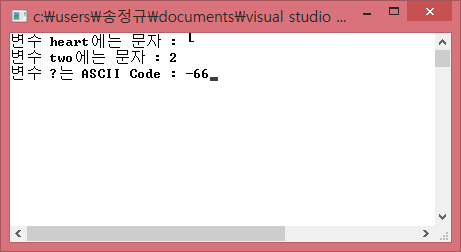 c:₩users₩송정규₩documents₩visual studio ...
변수 heart에는 문자 : └
변수 two에는 문자 : 2
변수 ?는 ASCII Code : -66